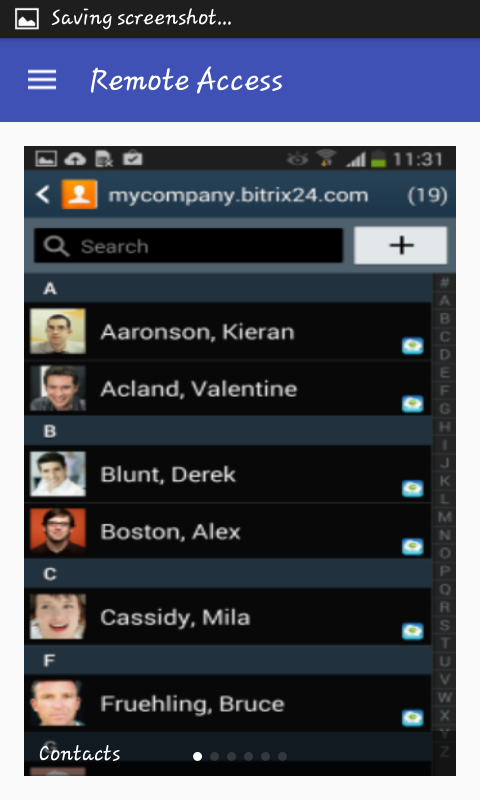 Saving screenshot...
Remote Access
11:31
mycompany.bitrix24.com (19)
Search +
A
Aaronson, Kieran
Acland, Valentine
B
Blunt, Derek
Boston, Alex
C
Cassidy, Mila
F
Fruehling, Bruce
Contacts
#
A
B
C
D
E
F
G
H
I
J
K
L
M
N
O
P
Q
R
S
T
U
V
W
X
Y
Z